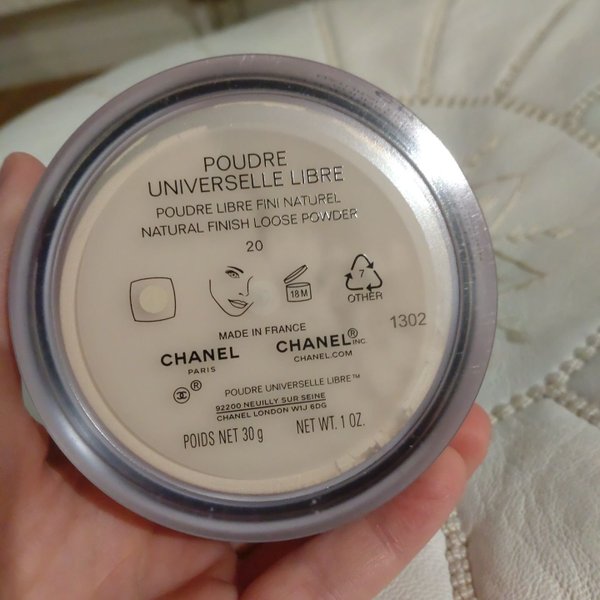 POUDRE
UNIVERSELLE LIBRE
POUDRE LIBRE FINI NATUREL
NATURAL FINISH LOOSE POWDER
20
18 M
7
OTHER
1302
MADE IN FRANCE
CHANEL
PARIS
CHANEL® INC
CHANEL.COM
®
POUDRE UNIVERSELLE LIBRE™
92200 NEUILLY SUR SEINE
CHANEL LONDON W1J 6DG
POIDS NET 30 g NET WT. 1 OZ.